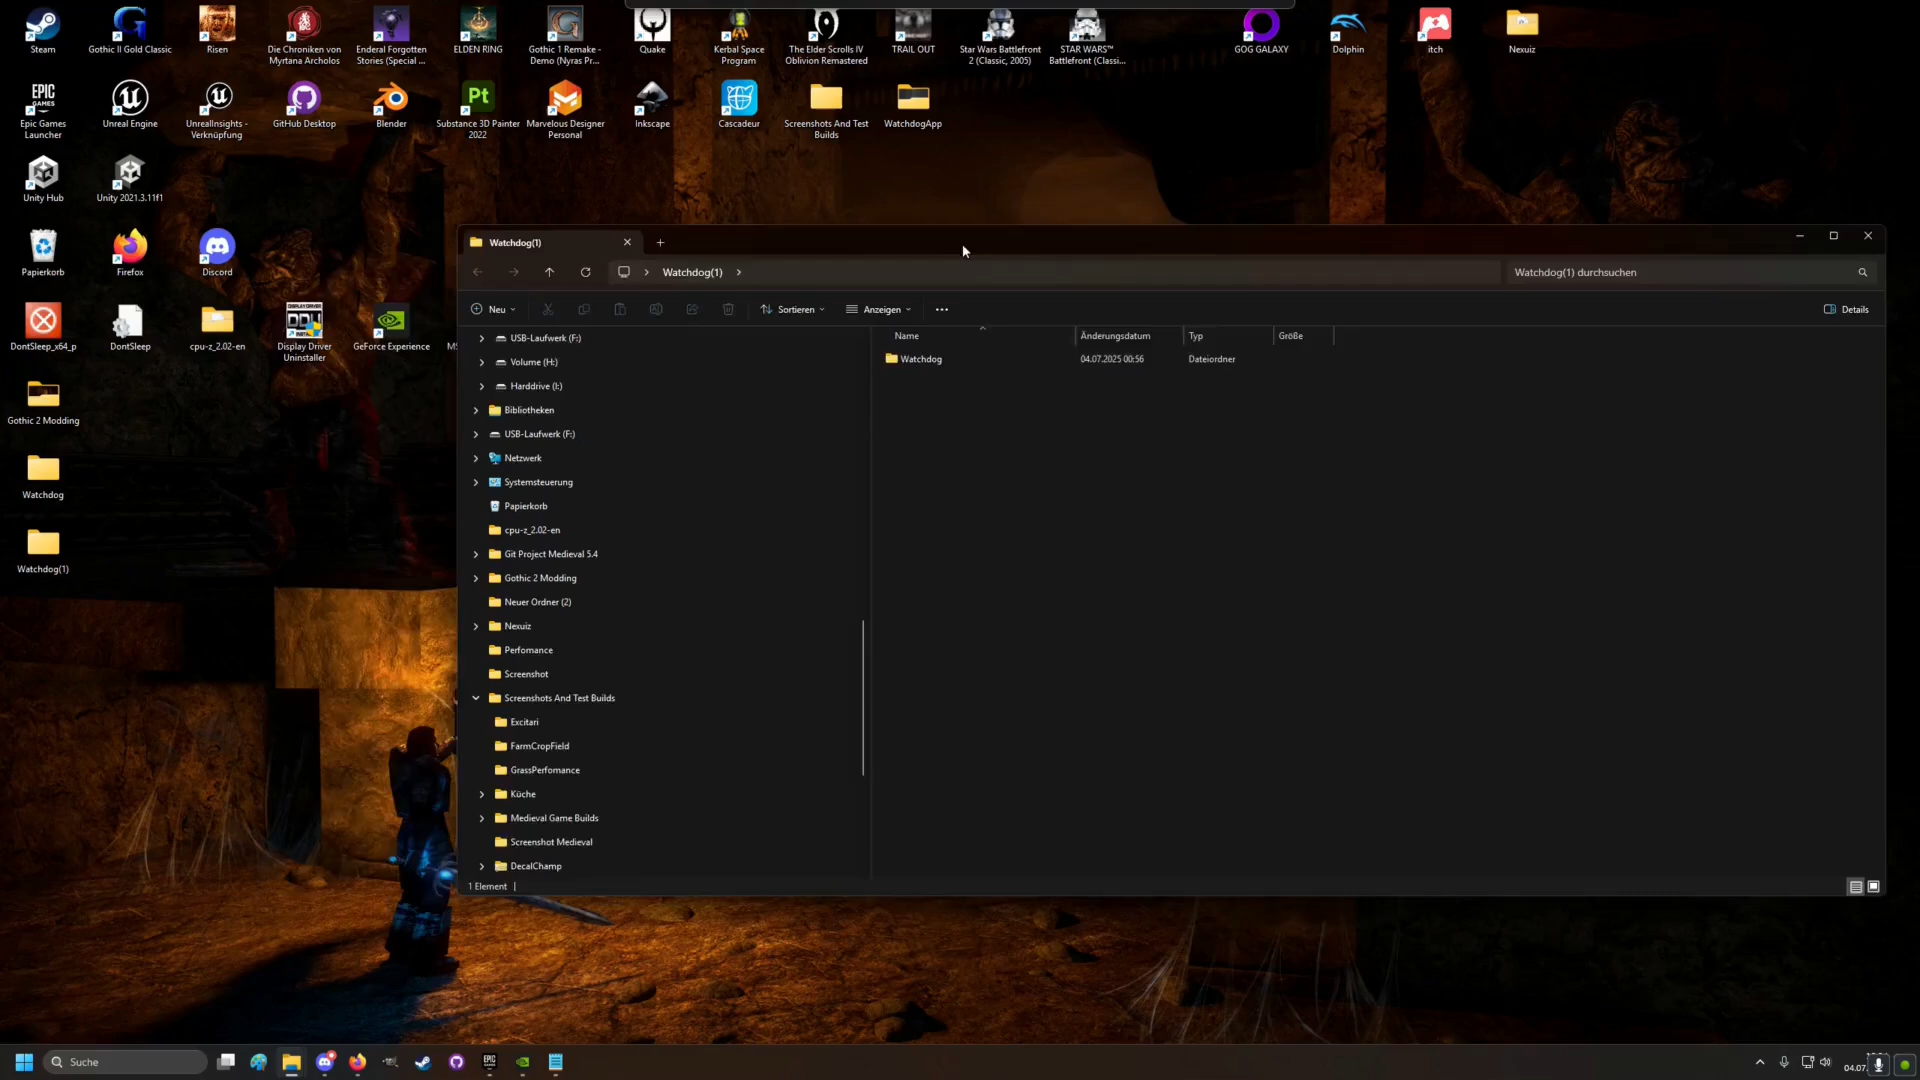 Steam
Gothic II Gold Classic
Risen
Die Chroniken von
Myrtana Archolos
Enderal Forgotten
Stories (Special ...
ELDEN RING
Gothic 1 Remake -
Demo (Nyras Pr...
Quake
Kerbal Space
Program
The Elder Scrolls IV
Oblivion Remastered
TRAIL OUT
Star Wars Battlefront
2 (Classic, 2005)
STAR WARS™
Battlefront (Classi...
GOG GALAXY
Dolphin
itch
Nexuiz
EPIC
GAMES
Pt
Epic Games
Launcher
Unreal Engine
UnrealInsights -
Verknüpfung
GitHub Desktop
Blender
Substance 3D Painter
2022
Marvelous Designer
Personal
Inkscape
Cascadeur
Screenshots And Test
Builds
WatchdogApp
Unity Hub
Unity 2021.3.11f1
Papierkorb
Firefox
Discord
DISPLAY DRIVER
DDU
DontSleep_x64_p
DontSleep
cpu-z_2.02-en
Display Driver
Uninstaller
GeForce Experience
MS
Gothic 2 Modding
Watchdog
Watchdog(1)
Watchdog(1)
Watchdog(1)
Watchdog(1) durchsuchen
Neu
Sortieren
Anzeigen
Details
USB-Laufwerk (F:)
Volume (H:)
Harddrive (I:)
Bibliotheken
USB-Laufwerk (F:)
Netzwerk
Systemsteuerung
Papierkorb
cpu-z_2.02-en
Git Project Medieval 5.4
Gothic 2 Modding
Neuer Ordner (2)
Nexuiz
Perfomance
Screenshot
Screenshots And Test Builds
Excitari
FarmCropField
GrassPerfomance
Küche
Medieval Game Builds
Screenshot Medieval
DecalChamp
Name
Änderungsdatum
Typ
Größe
Watchdog
04.07.2025 00:56
Dateiordner
1 Element
Suche
EPIC
04.07.